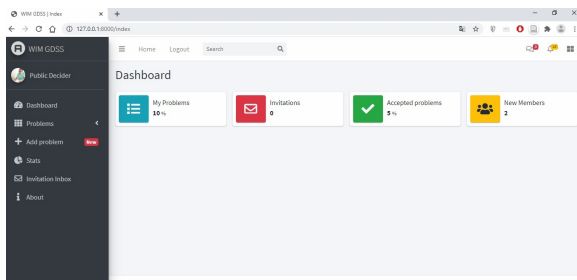 WIM GDSS | Index
127.0.0.1:8000/index
WIM GDSS
Home Logout Search
Public Decider
Dashboard
Dashboard
Problems
Add problem New
Stats
Invitation Inbox
About
My Problems
10 %
Invitations
0
Accepted problems
5 %
New Members
2